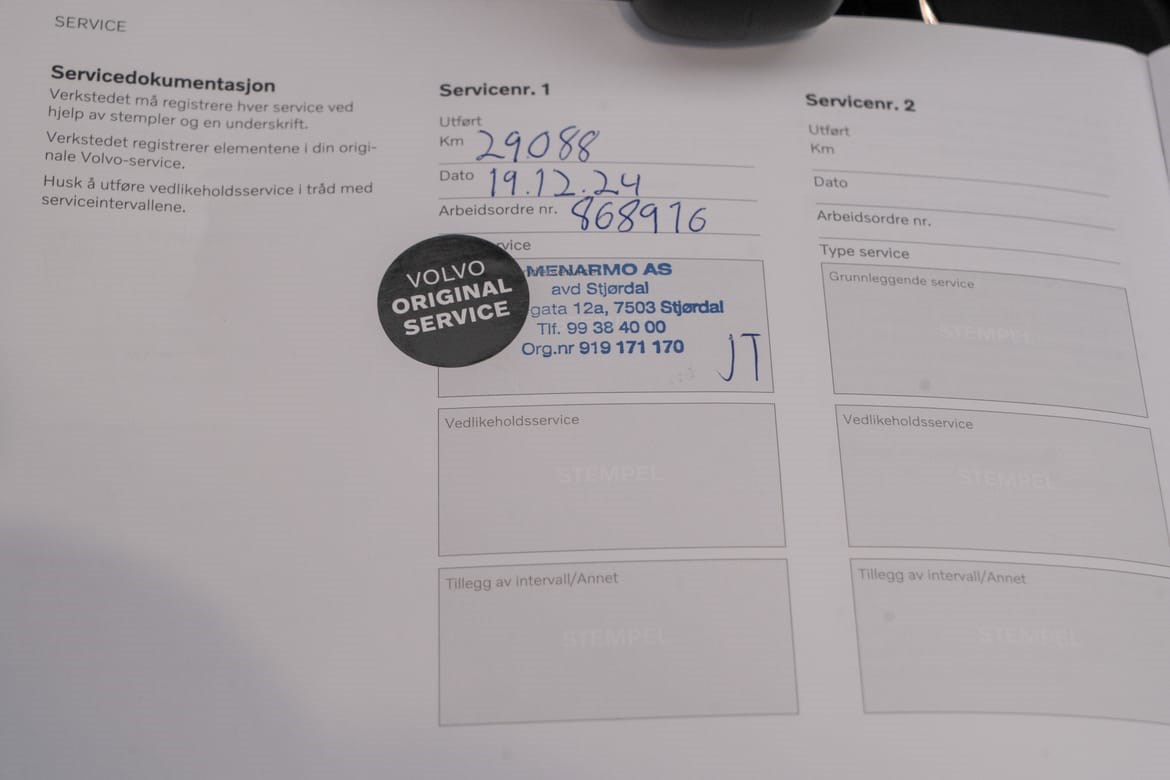 SERVICE
Servicedokumentasjon
Verkstedet må registrere hver service ved
hjelp av stempler og en underskrift.
Verkstedet registrerer elementene i din origi-
nale Volvo-service.
Husk å utføre vedlikeholdsservice i tråd med
serviceintervallene.
Servicenr. 1
Utført
Km 29088
Dato 19.12.24
Arbeidsordre nr. 868916
VOLVO
ORIGINAL
SERVICE
MENARMO AS
avd Stjørdal
12a, 7503 Stjørdal
Tlf. 99 38 40 00
Org.nr 919 171 170
JT
Vedlikeholdsservice
STEMPEL
Tillegg av intervall/Annet
STEMPEL
Servicenr. 2
Utført
Km
Dato
Arbeidsordre nr.
Type service
Grunnleggende service
STEMPEL
Vedlikeholdsservice
STEMPEL
Tillegg av intervall/Annet
STEMPEL